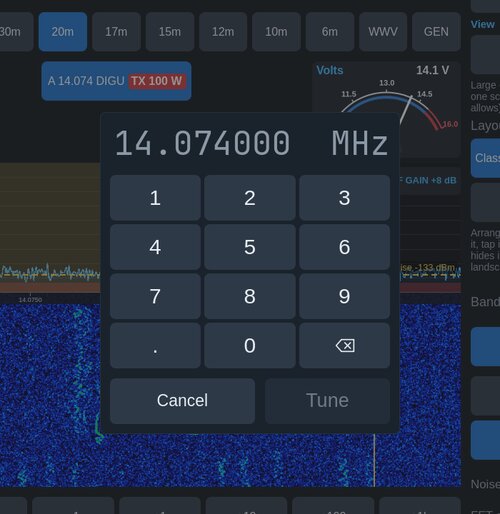 30m 20m 17m 15m 12m 10m 6m WWV GEN
View
A 14.074 DIGU TX 100 W
Volts 14.1 V
11.5 13.0 14.5 16.0
Large
one sc
allows)
Layou
Class
14.074000 MHz
GAIN +8 dB
1 2 3
4 5 6
7 8 9
. 0
Arrang
it, tap i
hides i
landsc
-133 dBm
14.0750
Band
Cancel Tune
Noise